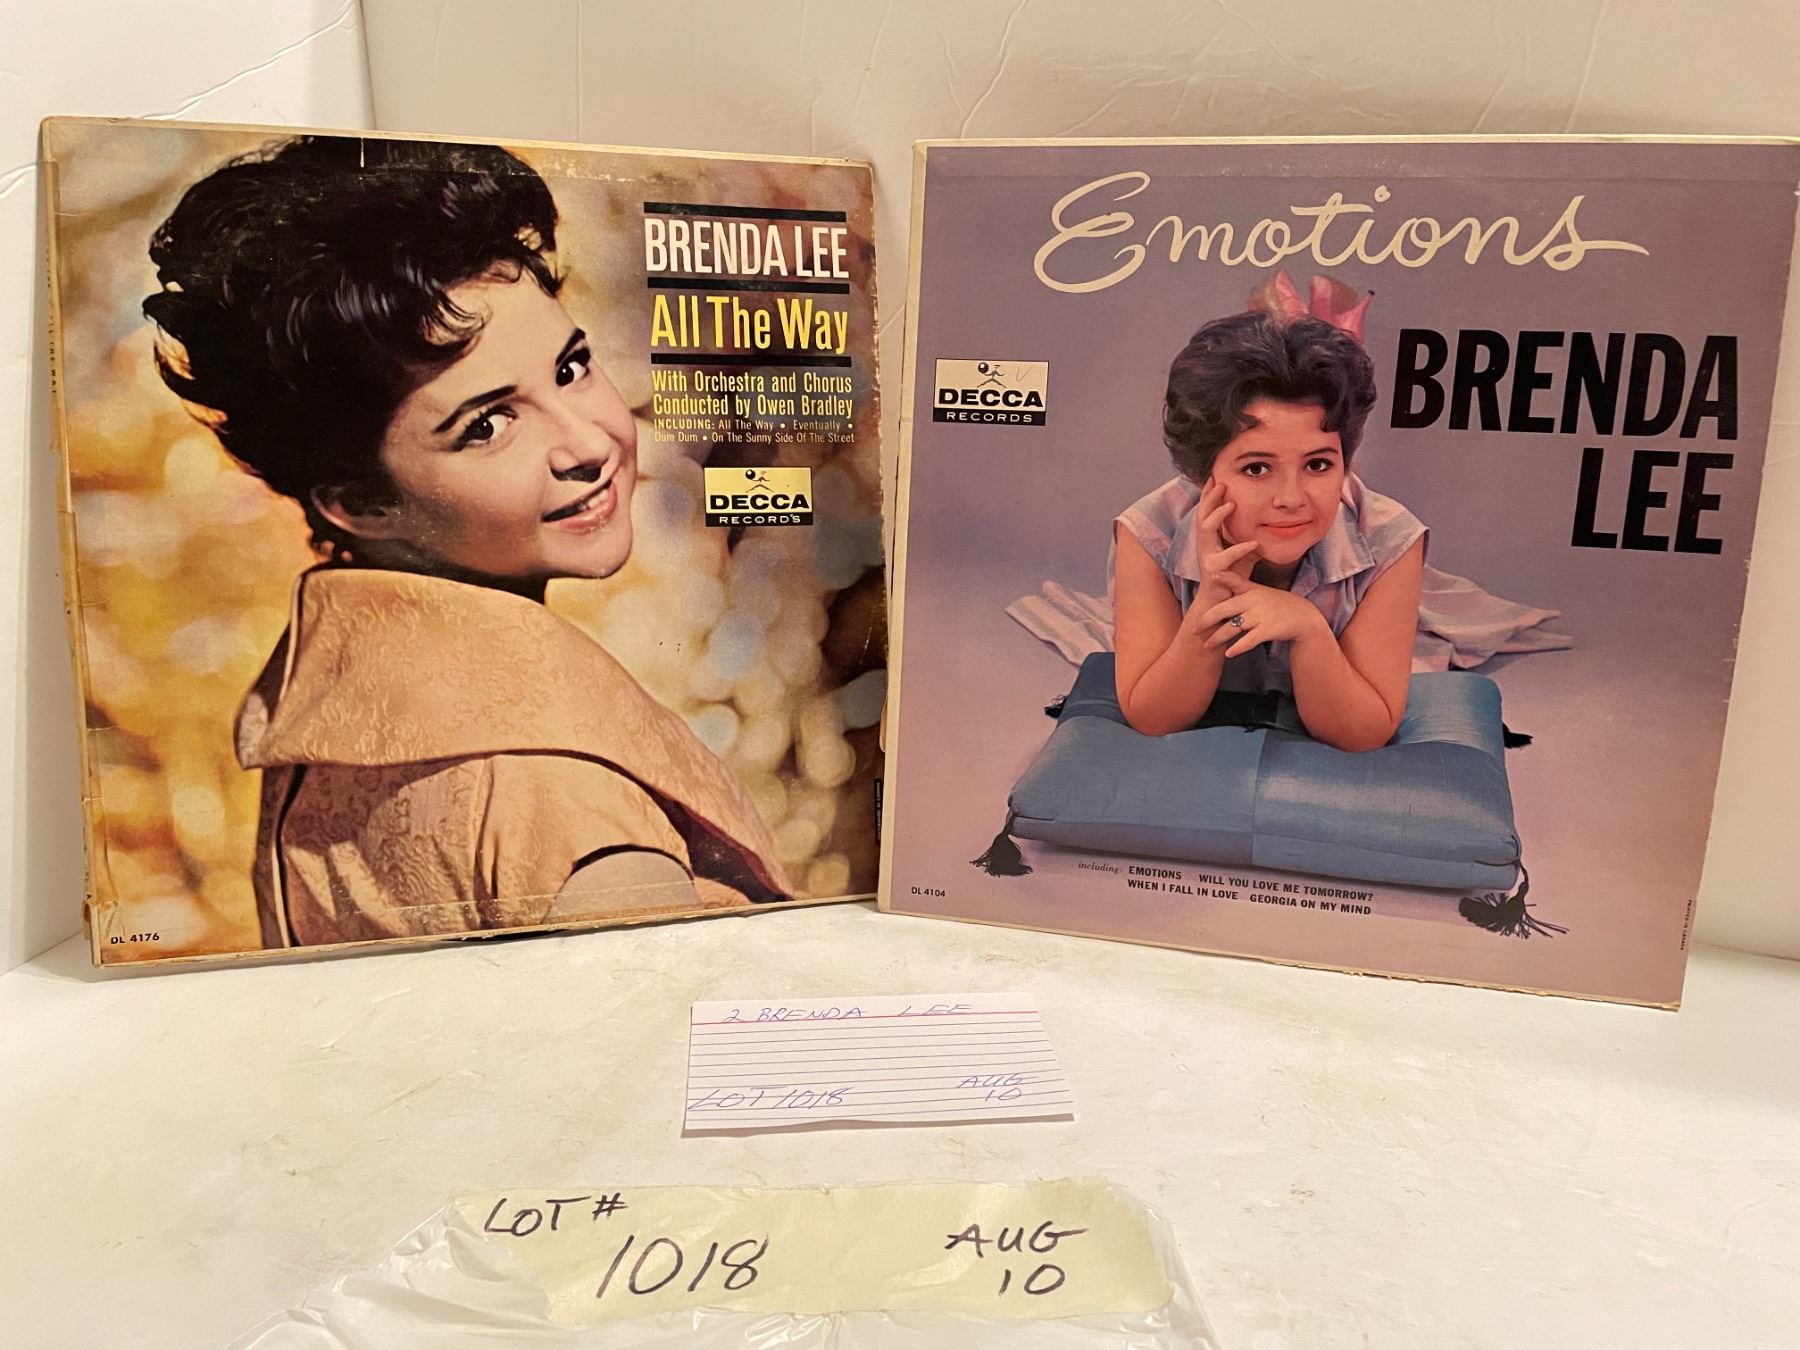 BRENDA LEE
All The Way
With Orchestra and Chorus
Conducted by Owen Bradley
INCLUDING: All The Way • Eventually •
Dum Dum • On The Sunny Side Of The Street
DECCA
RECORDS
DL 4176
Emotions
BRENDA
LEE
DECCA
RECORDS
including: EMOTIONS WILL YOU LOVE ME TOMORROW?
WHEN I FALL IN LOVE GEORGIA ON MY MIND
DL 4104
PRINTED IN CANADA
2 BRENDA LEE
LOT 1018 AUG
10
LOT #
1018
AUG
10